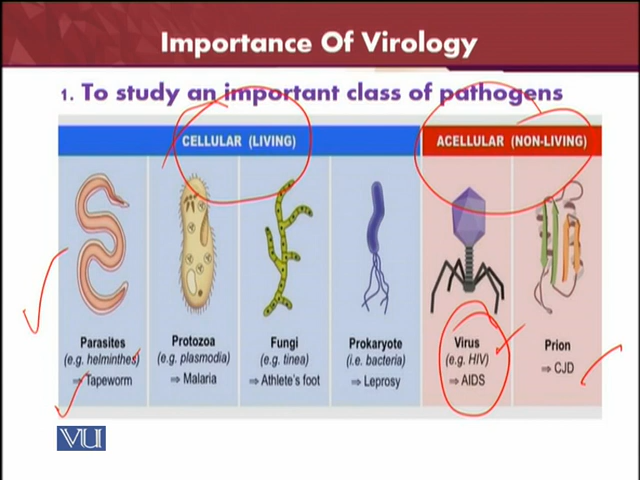 Importance Of Virology
1. To study an important class of pathogens
CELLULAR (LIVING)
ACELLULAR (NON-LIVING)
Parasites
(e.g. helminthes)
⇒ Tapeworm
Protozoa
(e.g. plasmodia)
⇒ Malaria
Fungi
(e.g. tinea)
⇒ Athlete's foot
Prokaryote
(i.e. bacteria)
⇒ Leprosy
Virus
(e.g. HIV)
⇒ AIDS
Prion
⇒ CJD
VU